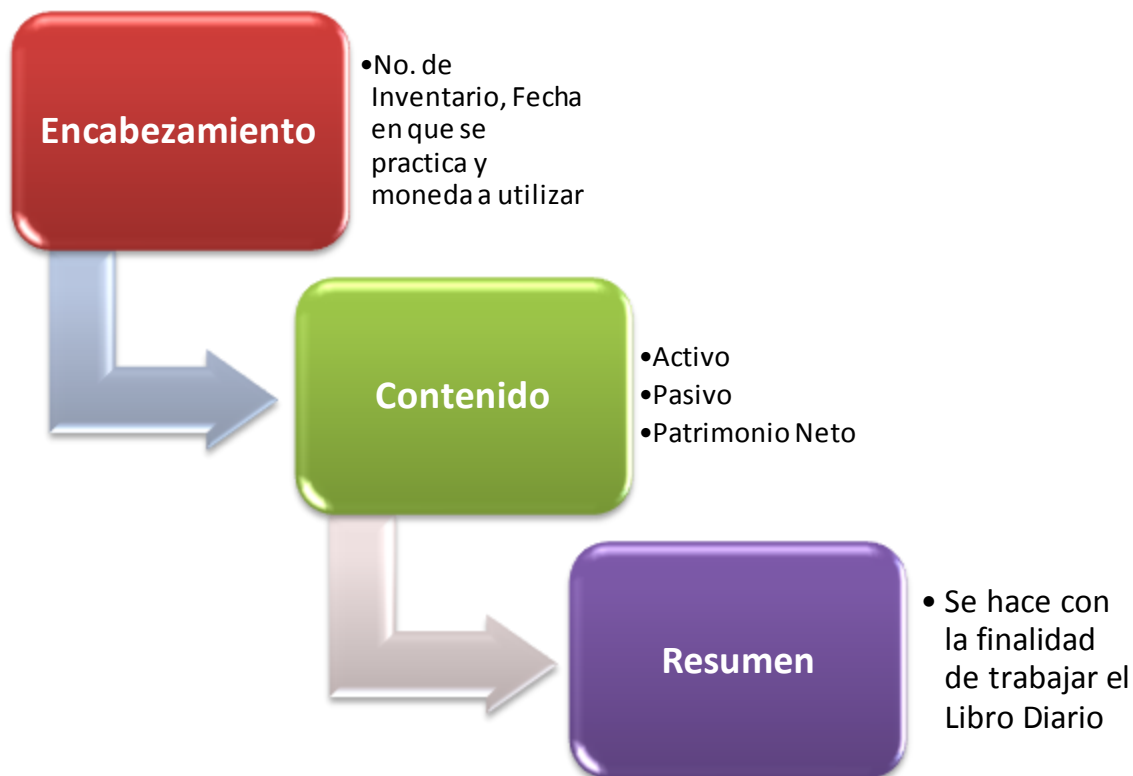 Encabezamiento
•No. de
Inventario, Fecha
en que se
practica y
moneda a utilizar
Contenido
•Activo
•Pasivo
•Patrimonio Neto
Resumen
• Se hace con
la finalidad
de trabajar el
Libro Diario